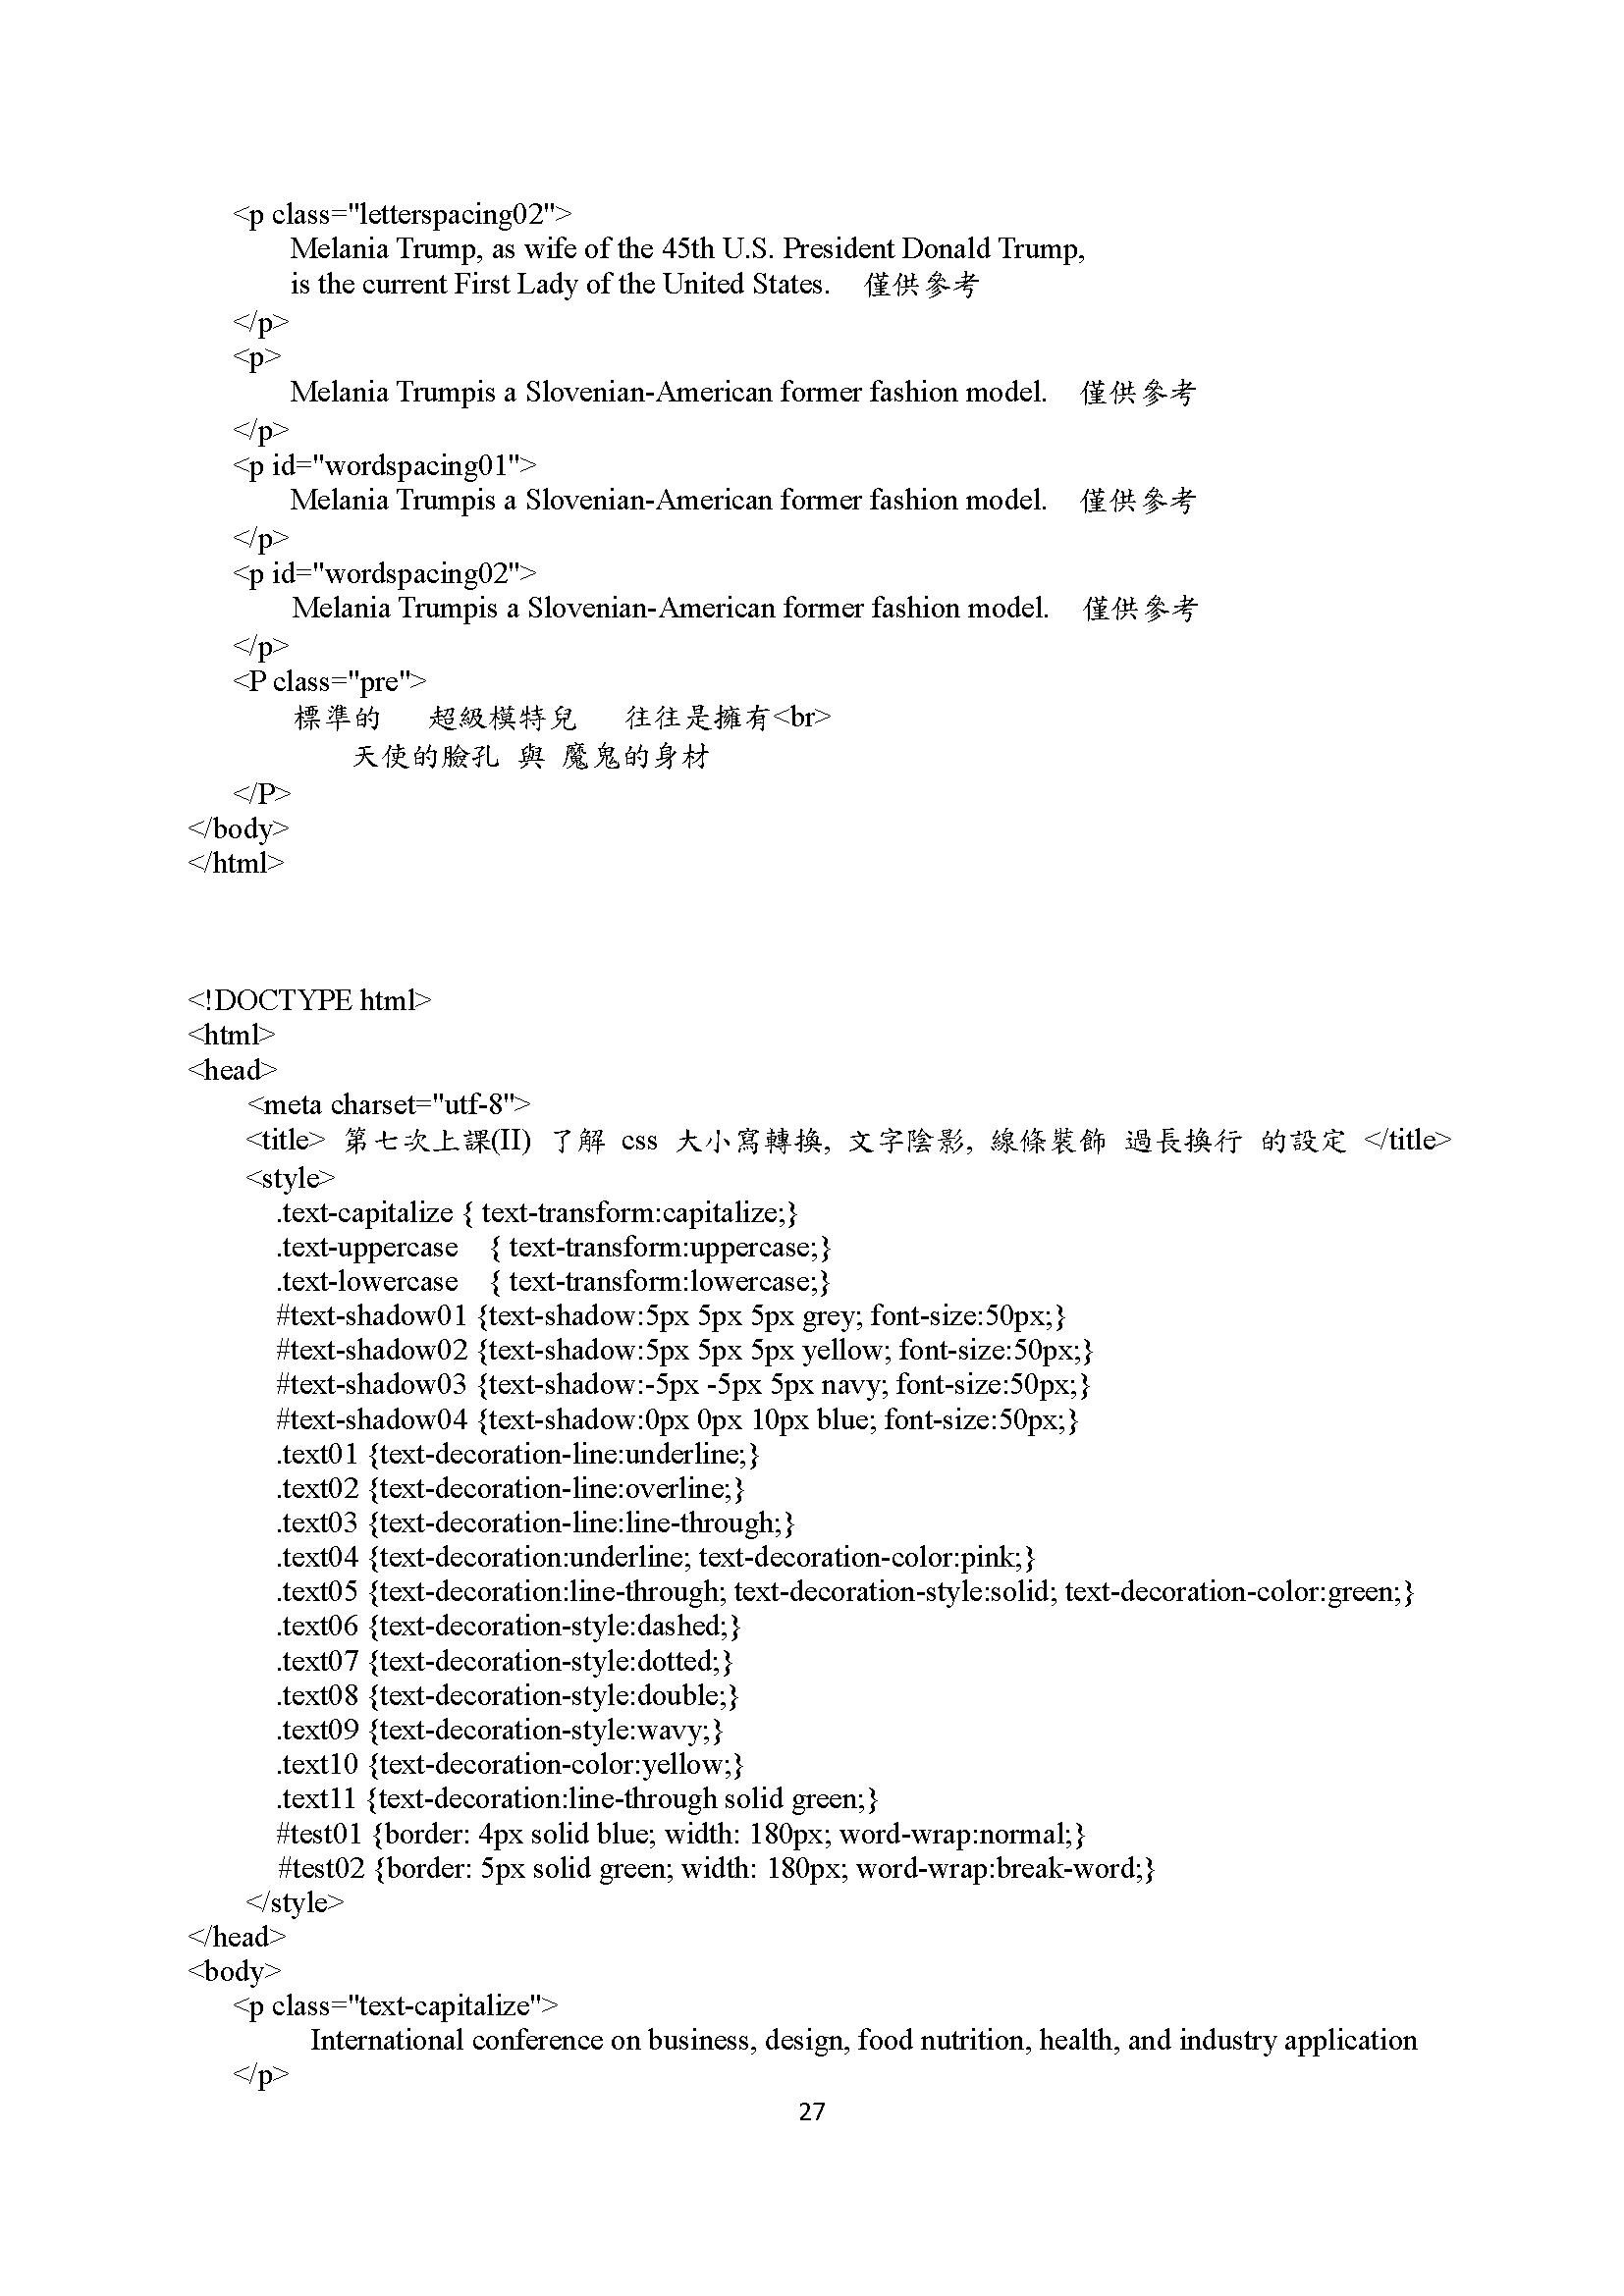 <p class="letterspacing02">
Melania Trump, as wife of the 45th U.S. President Donald Trump,
is the current First Lady of the United States.    僅供參考
</p>
<p>
Melania Trumpis a Slovenian-American former fashion model.    僅供參考
</p>
<p id="wordspacing01">
Melania Trumpis a Slovenian-American former fashion model.    僅供參考
</p>
<p id="wordspacing02">
Melania Trumpis a Slovenian-American former fashion model.    僅供參考
</p>
<P class="pre">
標準的   超級模特兒   往往是擁有<br>
天使的臉孔 與 魔鬼的身材
</P>
</body>
</html>
<!DOCTYPE html>
<html>
<head>
<meta charset="utf-8">
<title> 第七次上課(II) 了解 css 大小寫轉換, 文字陰影, 線條裝飾 過長換行 的設定 </title>
<style>
.text-capitalize { text-transform:capitalize;}
.text-uppercase    { text-transform:uppercase;}
.text-lowercase    { text-transform:lowercase;}
#text-shadow01 {text-shadow:5px 5px 5px grey; font-size:50px;}
#text-shadow02 {text-shadow:5px 5px 5px yellow; font-size:50px;}
#text-shadow03 {text-shadow:-5px -5px 5px navy; font-size:50px;}
#text-shadow04 {text-shadow:0px 0px 10px blue; font-size:50px;}
.text01 {text-decoration-line:underline;}
.text02 {text-decoration-line:overline;}
.text03 {text-decoration-line:line-through;}
.text04 {text-decoration:underline; text-decoration-color:pink;}
.text05 {text-decoration:line-through; text-decoration-style:solid; text-decoration-color:green;}
.text06 {text-decoration-style:dashed;}
.text07 {text-decoration-style:dotted;}
.text08 {text-decoration-style:double;}
.text09 {text-decoration-style:wavy;}
.text10 {text-decoration-color:yellow;}
.text11 {text-decoration:line-through solid green;}
#test01 {border: 4px solid blue; width: 180px; word-wrap:normal;}
#test02 {border: 5px solid green; width: 180px; word-wrap:break-word;}
</style>
</head>
<body>
<p class="text-capitalize">
International conference on business, design, food nutrition, health, and industry application
</p>
27